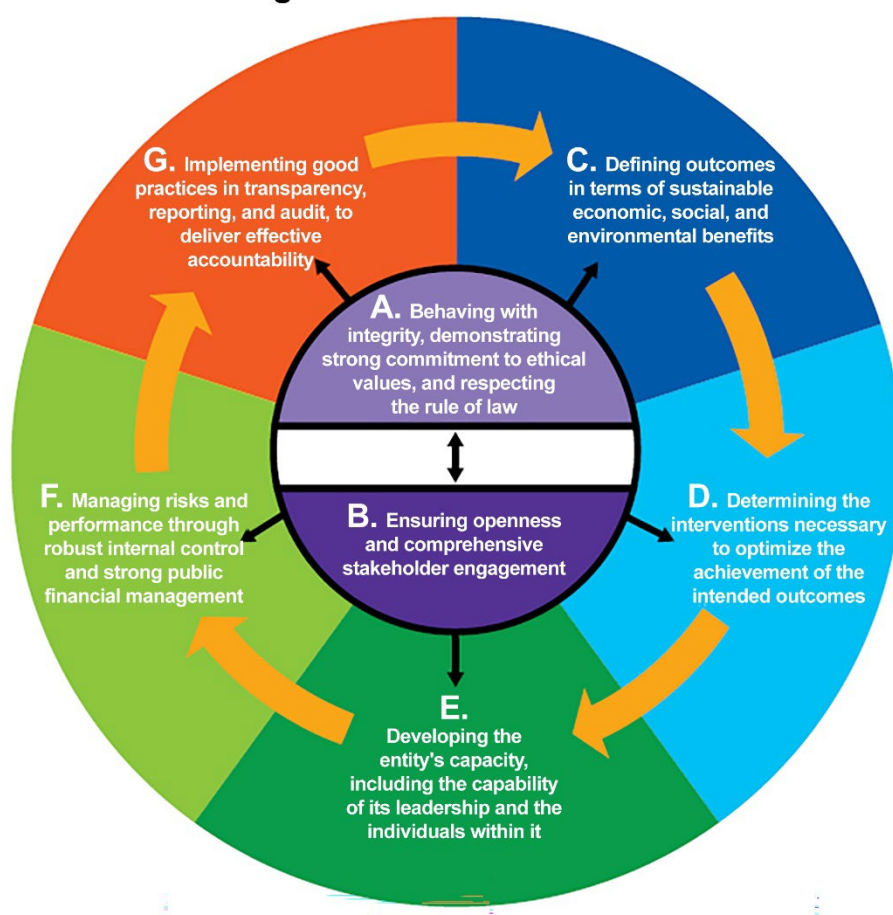 G. Implementing good
practices in transparency,
reporting, and audit, to
deliver effective
accountability
C. Defining outcomes
in terms of sustainable
economic, social, and
environmental benefits
A. Behaving with
integrity, demonstrating
strong commitment to ethical
values, and respecting
the rule of law
B. Ensuring openness
and comprehensive
stakeholder engagement
F. Managing risks and
performance through
robust internal control
and strong public
financial management
D. Determining the
interventions necessary
to optimize the
achievement of the
intended outcomes
E.
Developing the
entity's capacity,
including the capability
of its leadership and the
individuals within it